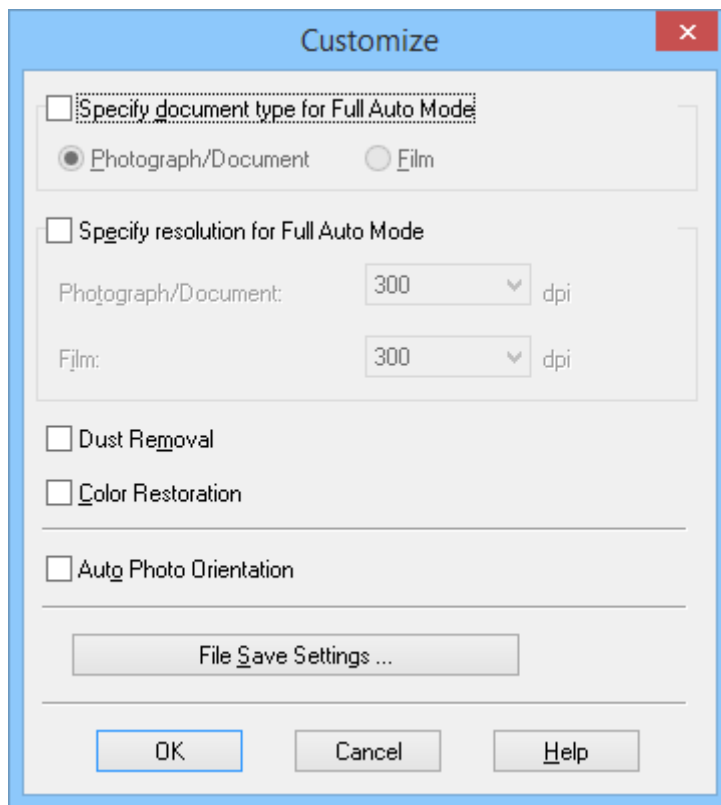 Customize
Specify document type for Full Auto Mode
Photograph/Document Film
Specify resolution for Full Auto Mode
Photograph/Document: 300 dpi
Film: 300 dpi
Dust Removal
Color Restoration
Auto Photo Orientation
File Save Settings ...
OK Cancel Help